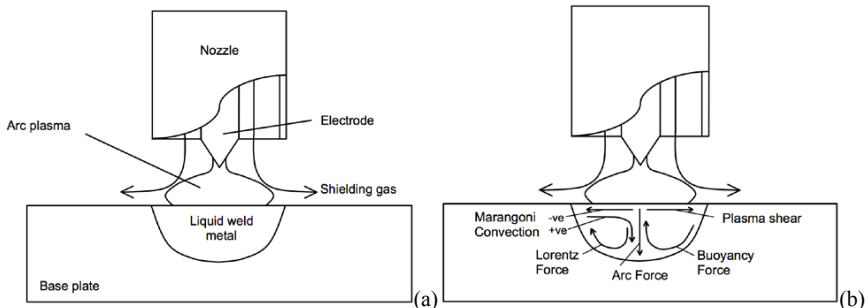 Nozzle
Electrode
Arc plasma
Shielding gas
Liquid weld
metal
Base plate
(a)
Marangoni
Convection
-ve
+ve
Plasma shear
Lorentz
Force
Arc Force
Buoyancy
Force
(b)